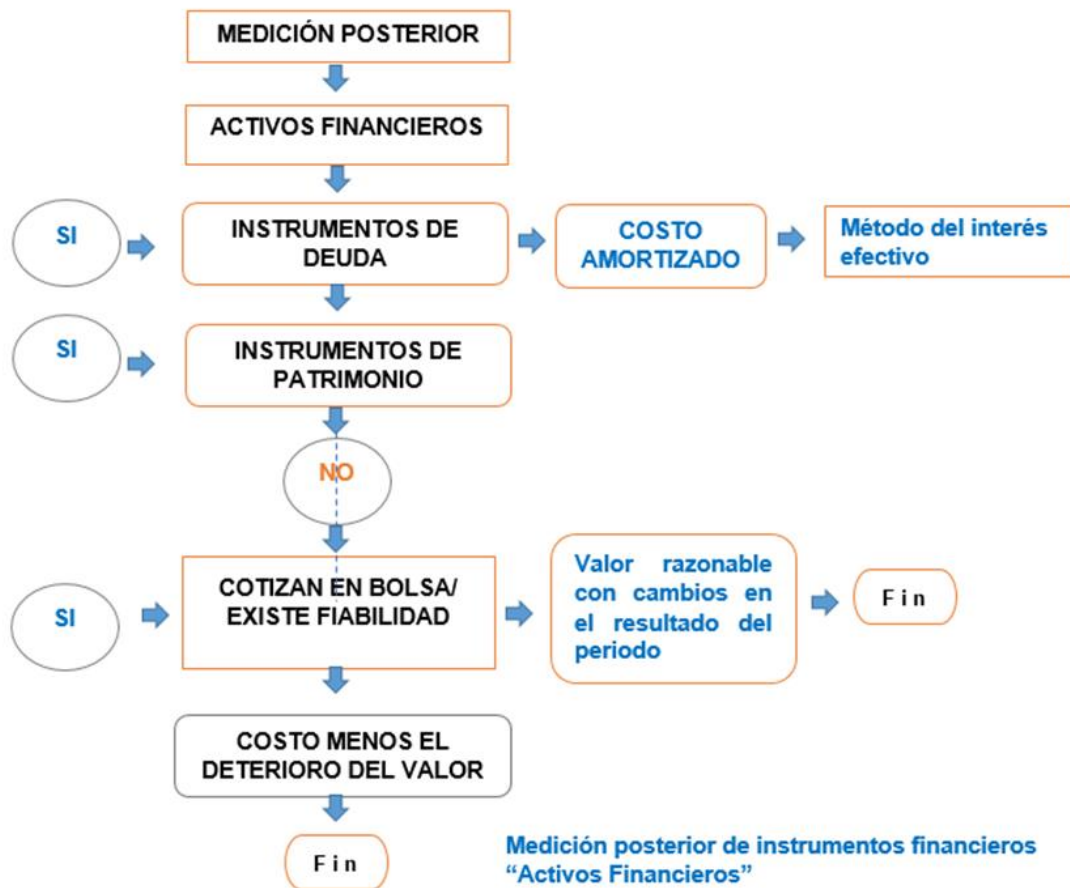 MEDICIÓN POSTERIOR
ACTIVOS FINANCIEROS
SI
INSTRUMENTOS DE
DEUDA
COSTO
AMORTIZADO
Método del interés
efectivo
SI
INSTRUMENTOS DE
PATRIMONIO
NO
SI
COTIZAN EN BOLSA/
EXISTE FIABILIDAD
Valor razonable
con cambios en
el resultado del
periodo
Fin
COSTO MENOS EL
DETERIORO DEL VALOR
Fin
Medición posterior de instrumentos financieros
“Activos Financieros”